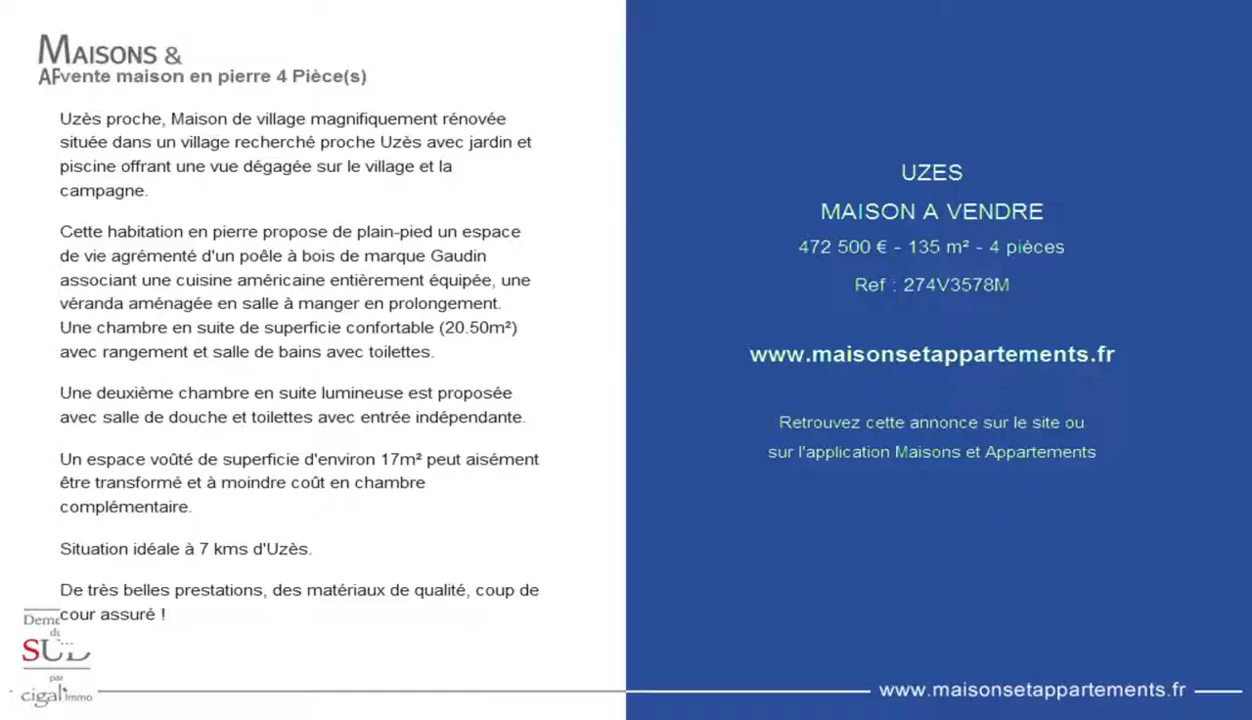 MAISONS &
AP
vente maison en pierre 4 Pièce(s)
Uzès proche, Maison de village magnifiquement rénovée
située dans un village recherché proche Uzès avec jardin et
piscine offrant une vue dégagée sur le village et la
campagne.
Cette habitation en pierre propose de plain-pied un espace
de vie agrémenté d'un poêle à bois de marque Gaudin
associant une cuisine américaine entièrement équipée, une
véranda aménagée en salle à manger en prolongement.
Une chambre en suite de superficie confortable (20.50m²)
avec rangement et salle de bains avec toilettes.
Une deuxième chambre en suite lumineuse est proposée
avec salle de douche et toilettes avec entrée indépendante.
Un espace voûté de superficie d'environ 17m² peut aisément
être transformé et à moindre coût en chambre
complémentaire.
Situation idéale à 7 kms d'Uzès.
De très belles prestations, des matériaux de qualité, coup de
cour assuré !
...
Deme
du
SUD
par
cigal'immo
UZES
MAISON A VENDRE
472 500 € - 135 m² - 4 pièces
Ref : 274V3578M
www.maisonsetappartements.fr
Retrouvez cette annonce sur le site ou
sur l'application Maisons et Appartements
www.maisonsetappartements.fr